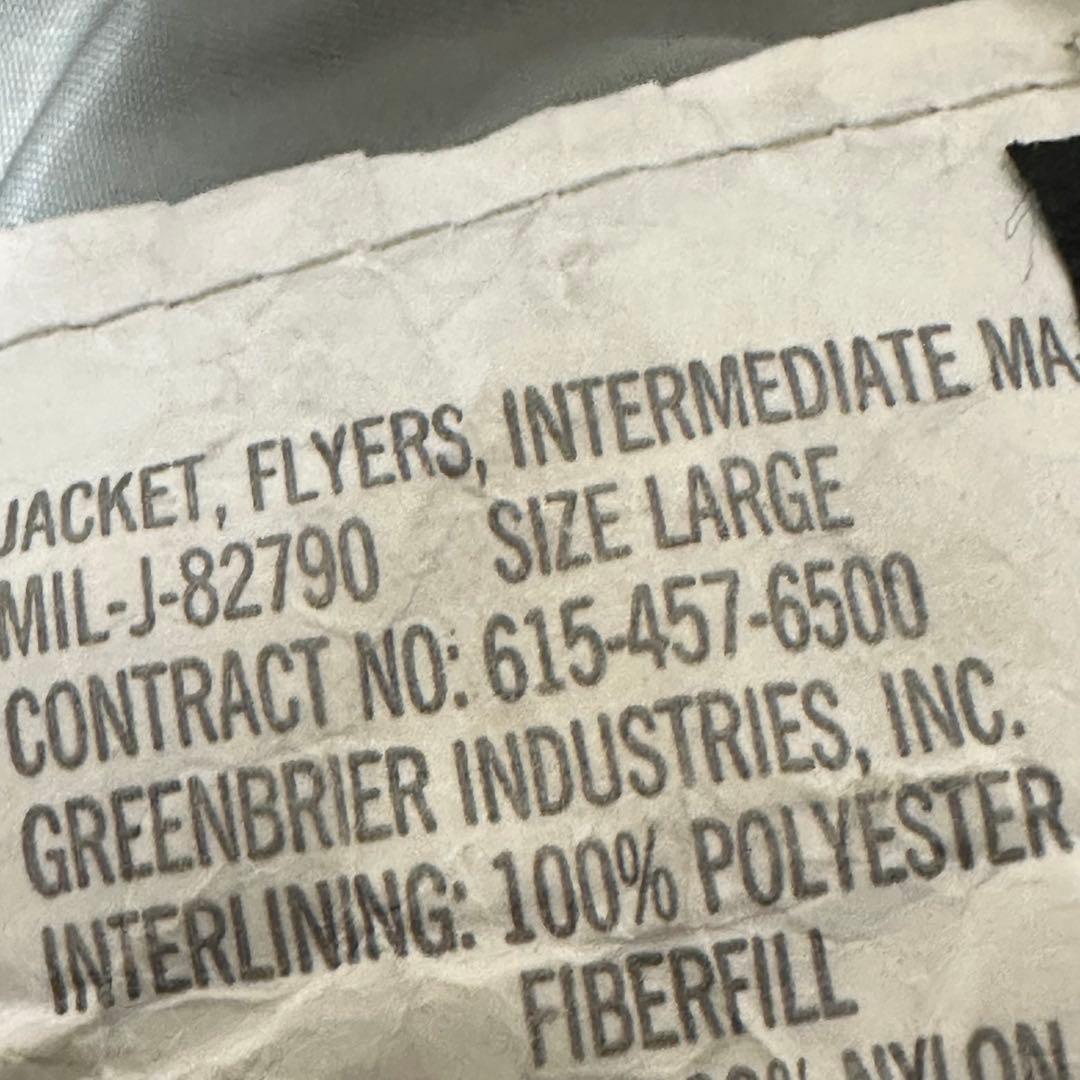 JACKET, FLYERS, INTERMEDIATE MA-
MIL-J-82790 SIZE LARGE
CONTRACT NO: 615-457-6500
GREENBRIER INDUSTRIES, INC.
INTERLINING: 100% POLYESTER
FIBERFILL
NYLON